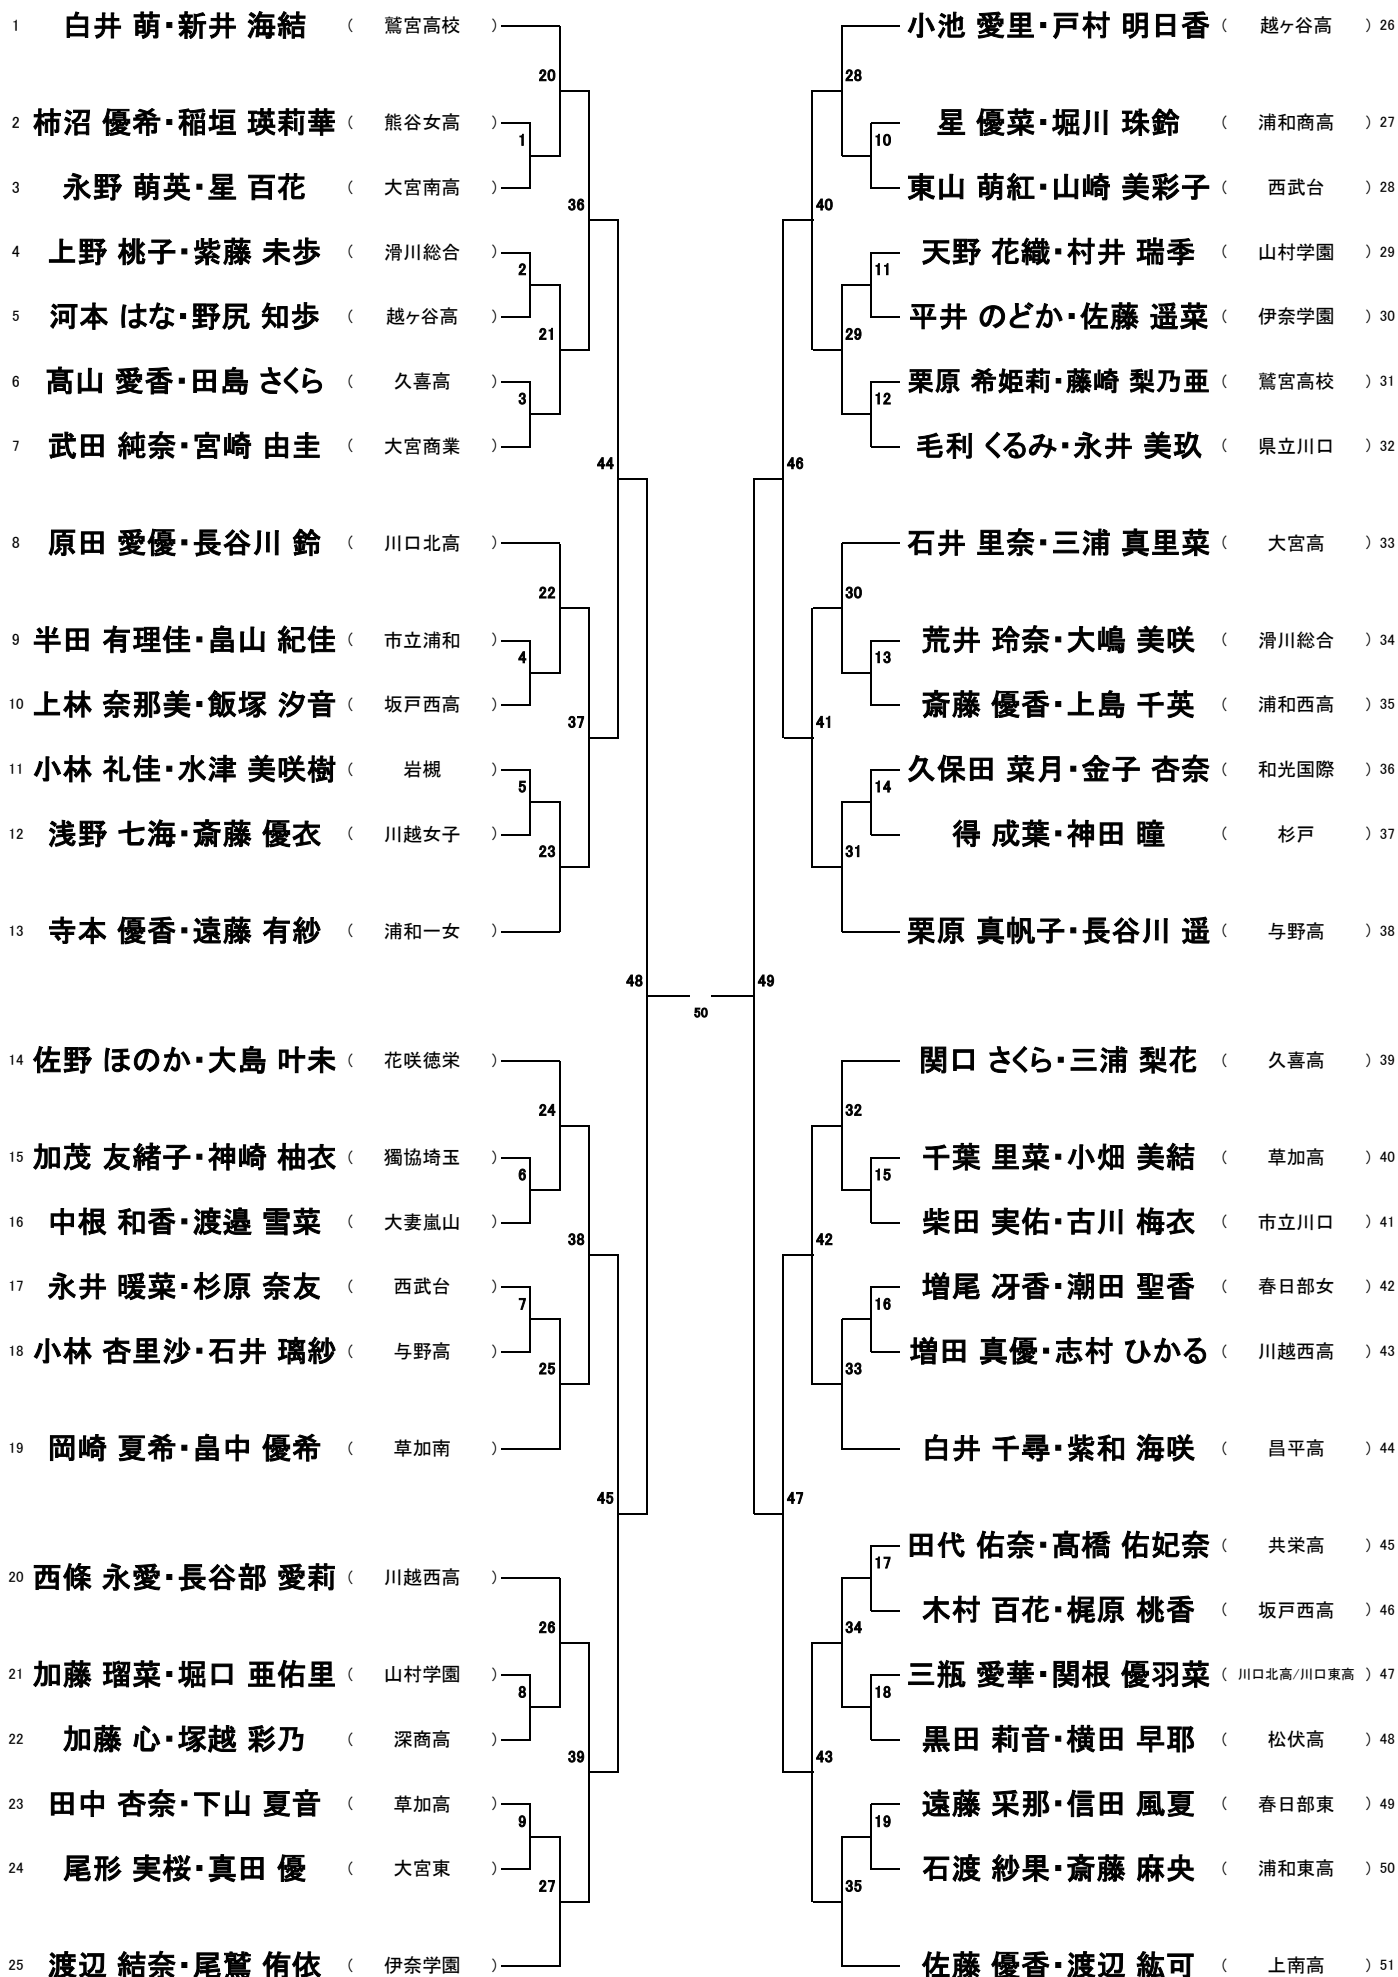 1 白井 萌・新井 海結 ( 鷲宮高校 )
20
2 柿沼 優希・稲垣 瑛莉華 ( 熊谷女高 )
1
3 永野 萌英・星 百花 ( 大宮南高 )
36
4 上野 桃子・紫藤 未歩 ( 滑川総合 )
2
5 河本 はな・野尻 知歩 ( 越ヶ谷高 )
21
6 髙山 愛香・田島 さくら ( 久喜高 )
3
7 武田 純奈・宮崎 由圭 ( 大宮商業 )
44
8 原田 愛優・長谷川 鈴 ( 川口北高 )
22
9 半田 有理佳・畠山 紀佳 ( 市立浦和 )
4
10 上林 奈那美・飯塚 汐音 ( 坂戸西高 )
37
11 小林 礼佳・水津 美咲樹 ( 岩槻 )
5
12 浅野 七海・斎藤 優衣 ( 川越女子 )
23
13 寺本 優香・遠藤 有紗 ( 浦和一女 )
48
14 佐野 ほのか・大島 叶未 ( 花咲徳栄 )
24
15 加茂 友緒子・神崎 柚衣 ( 獨協埼玉 )
6
16 中根 和香・渡邉 雪菜 ( 大妻嵐山 )
38
17 永井 暖菜・杉原 奈友 ( 西武台 )
7
18 小林 杏里沙・石井 璃紗 ( 与野高 )
25
19 岡崎 夏希・畠中 優希 ( 草加南 )
45
20 西條 永愛・長谷部 愛莉 ( 川越西高 )
26
21 加藤 瑠菜・堀口 亜佑里 ( 山村学園 )
8
22 加藤 心・塚越 彩乃 ( 深商高 )
39
23 田中 杏奈・下山 夏音 ( 草加高 )
9
24 尾形 実桜・真田 優 ( 大宮東 )
27
25 渡辺 結奈・尾鷲 侑依 ( 伊奈学園 )
50
小池 愛里・戸村 明日香 ( 越ヶ谷高 ) 26
28
星 優菜・堀川 珠鈴 ( 浦和商高 ) 27
10
東山 萌紅・山崎 美彩子 ( 西武台 ) 28
40
天野 花織・村井 瑞季 ( 山村学園 ) 29
11
平井 のどか・佐藤 遥菜 ( 伊奈学園 ) 30
29
栗原 希姫莉・藤崎 梨乃亜 ( 鷲宮高校 ) 31
12
毛利 くるみ・永井 美玖 ( 県立川口 ) 32
46
石井 里奈・三浦 真里菜 ( 大宮高 ) 33
30
荒井 玲奈・大嶋 美咲 ( 滑川総合 ) 34
13
斎藤 優香・上島 千英 ( 浦和西高 ) 35
41
久保田 菜月・金子 杏奈 ( 和光国際 ) 36
14
得 成葉・神田 瞳 ( 杉戸 ) 37
31
栗原 真帆子・長谷川 遥 ( 与野高 ) 38
49
関口 さくら・三浦 梨花 ( 久喜高 ) 39
32
千葉 里菜・小畑 美結 ( 草加高 ) 40
15
柴田 実佑・古川 梅衣 ( 市立川口 ) 41
42
増尾 冴香・潮田 聖香 ( 春日部女 ) 42
16
増田 真優・志村 ひかる ( 川越西高 ) 43
33
白井 千尋・紫和 海咲 ( 昌平高 ) 44
47
田代 佑奈・髙橋 佑妃奈 ( 共栄高 ) 45
17
木村 百花・梶原 桃香 ( 坂戸西高 ) 46
34
三瓶 愛華・関根 優羽菜 ( 川口北高/川口東高 ) 47
18
黒田 莉音・横田 早耶 ( 松伏高 ) 48
43
遠藤 采那・信田 風夏 ( 春日部東 ) 49
19
石渡 紗果・斎藤 麻央 ( 浦和東高 ) 50
35
佐藤 優香・渡辺 紘可 ( 上南高 ) 51